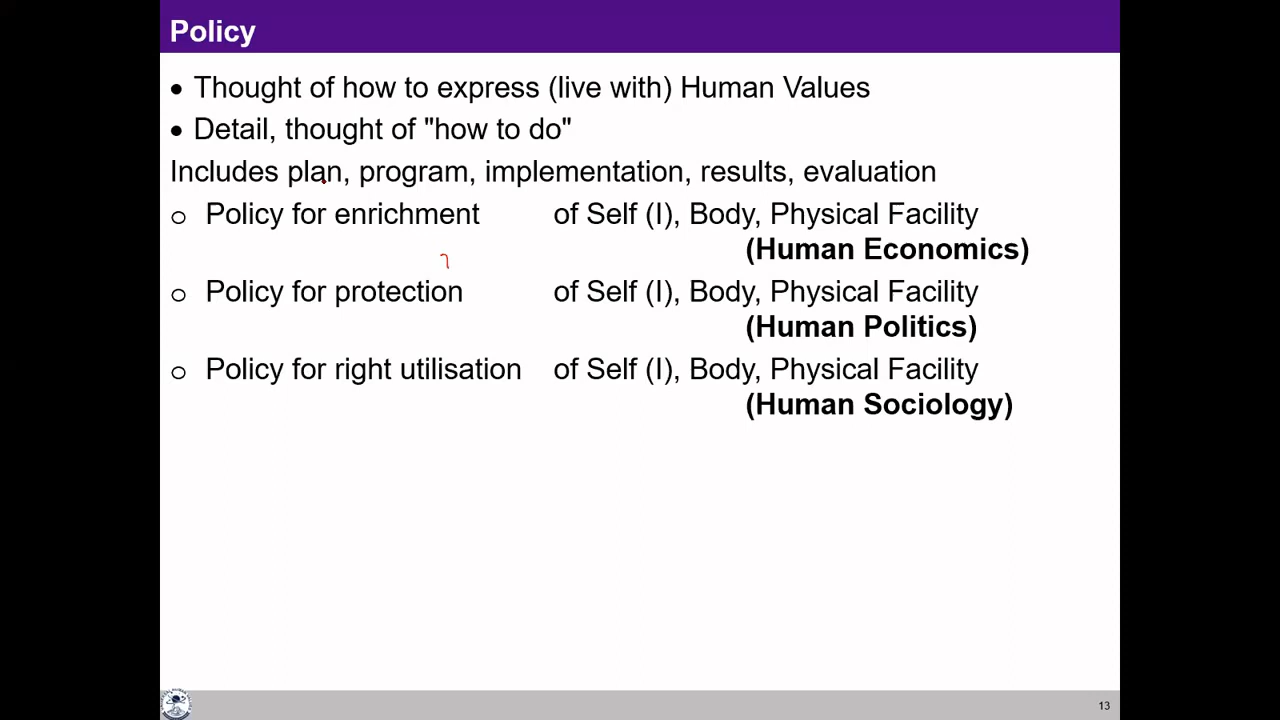 Policy
• Thought of how to express (live with) Human Values
• Detail, thought of "how to do"
Includes plan, program, implementation, results, evaluation
o Policy for enrichment of Self (I), Body, Physical Facility
(Human Economics)
o Policy for protection of Self (I), Body, Physical Facility
(Human Politics)
o Policy for right utilisation of Self (I), Body, Physical Facility
(Human Sociology)
13